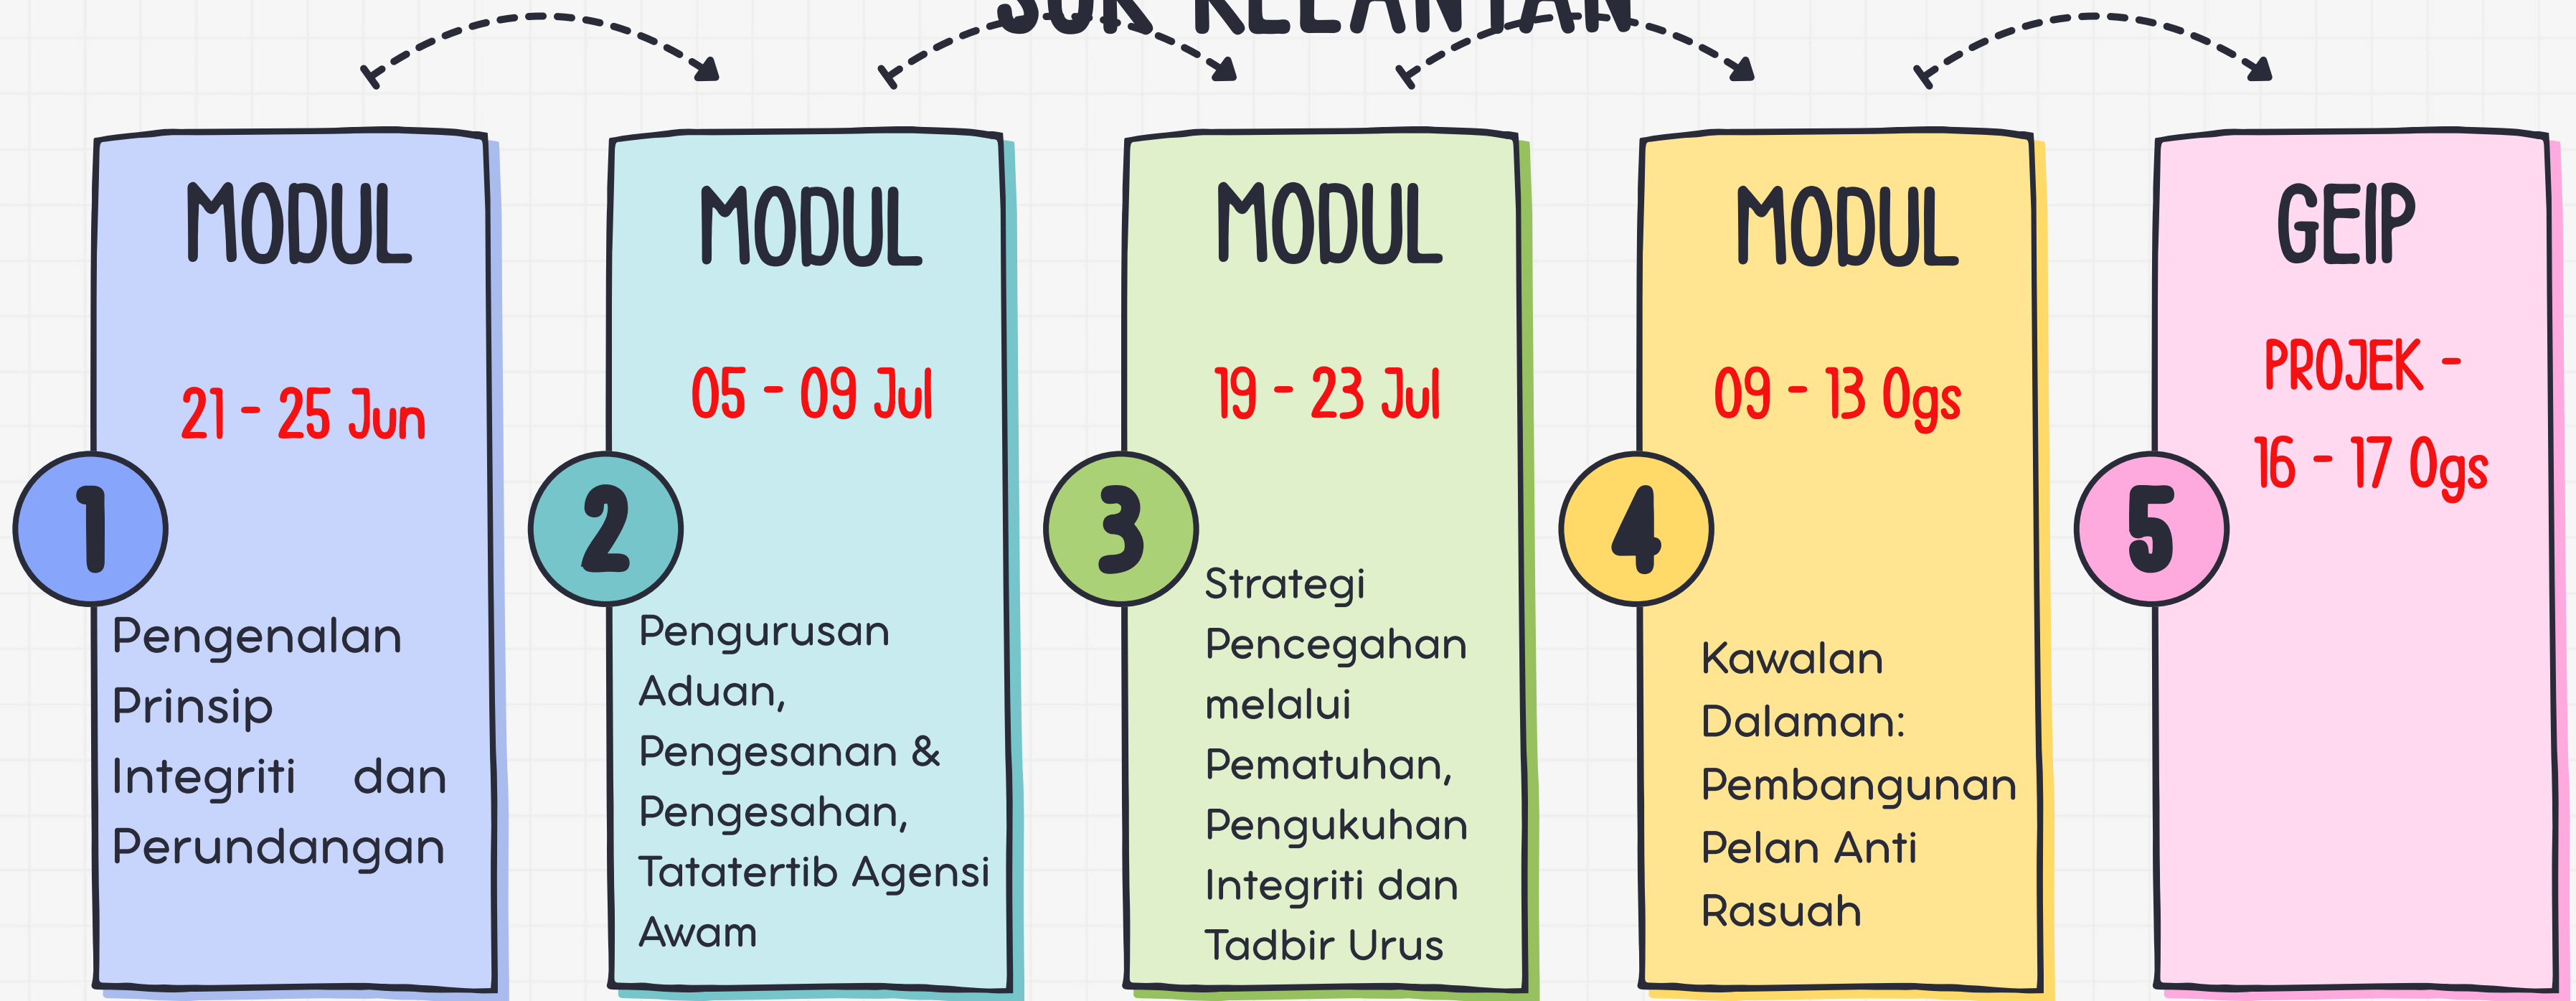 SUK KELANTAN
MODUL
21 - 25 Jun
1
Pengenalan
Prinsip
Integriti dan
Perundangan
MODUL
05 - 09 Jul
2
Pengurusan
Aduan,
Pengesanan &
Pengesahan,
Tatatertib Agensi
Awam
MODUL
19 - 23 Jul
3
Strategi
Pencegahan
melalui
Pematuhan,
Pengukuhan
Integriti dan
Tadbir Urus
MODUL
09 - 13 Ogs
4
Kawalan
Dalaman:
Pembangunan
Pelan Anti
Rasuah
GEIP
PROJEK -
16 - 17 Ogs
5